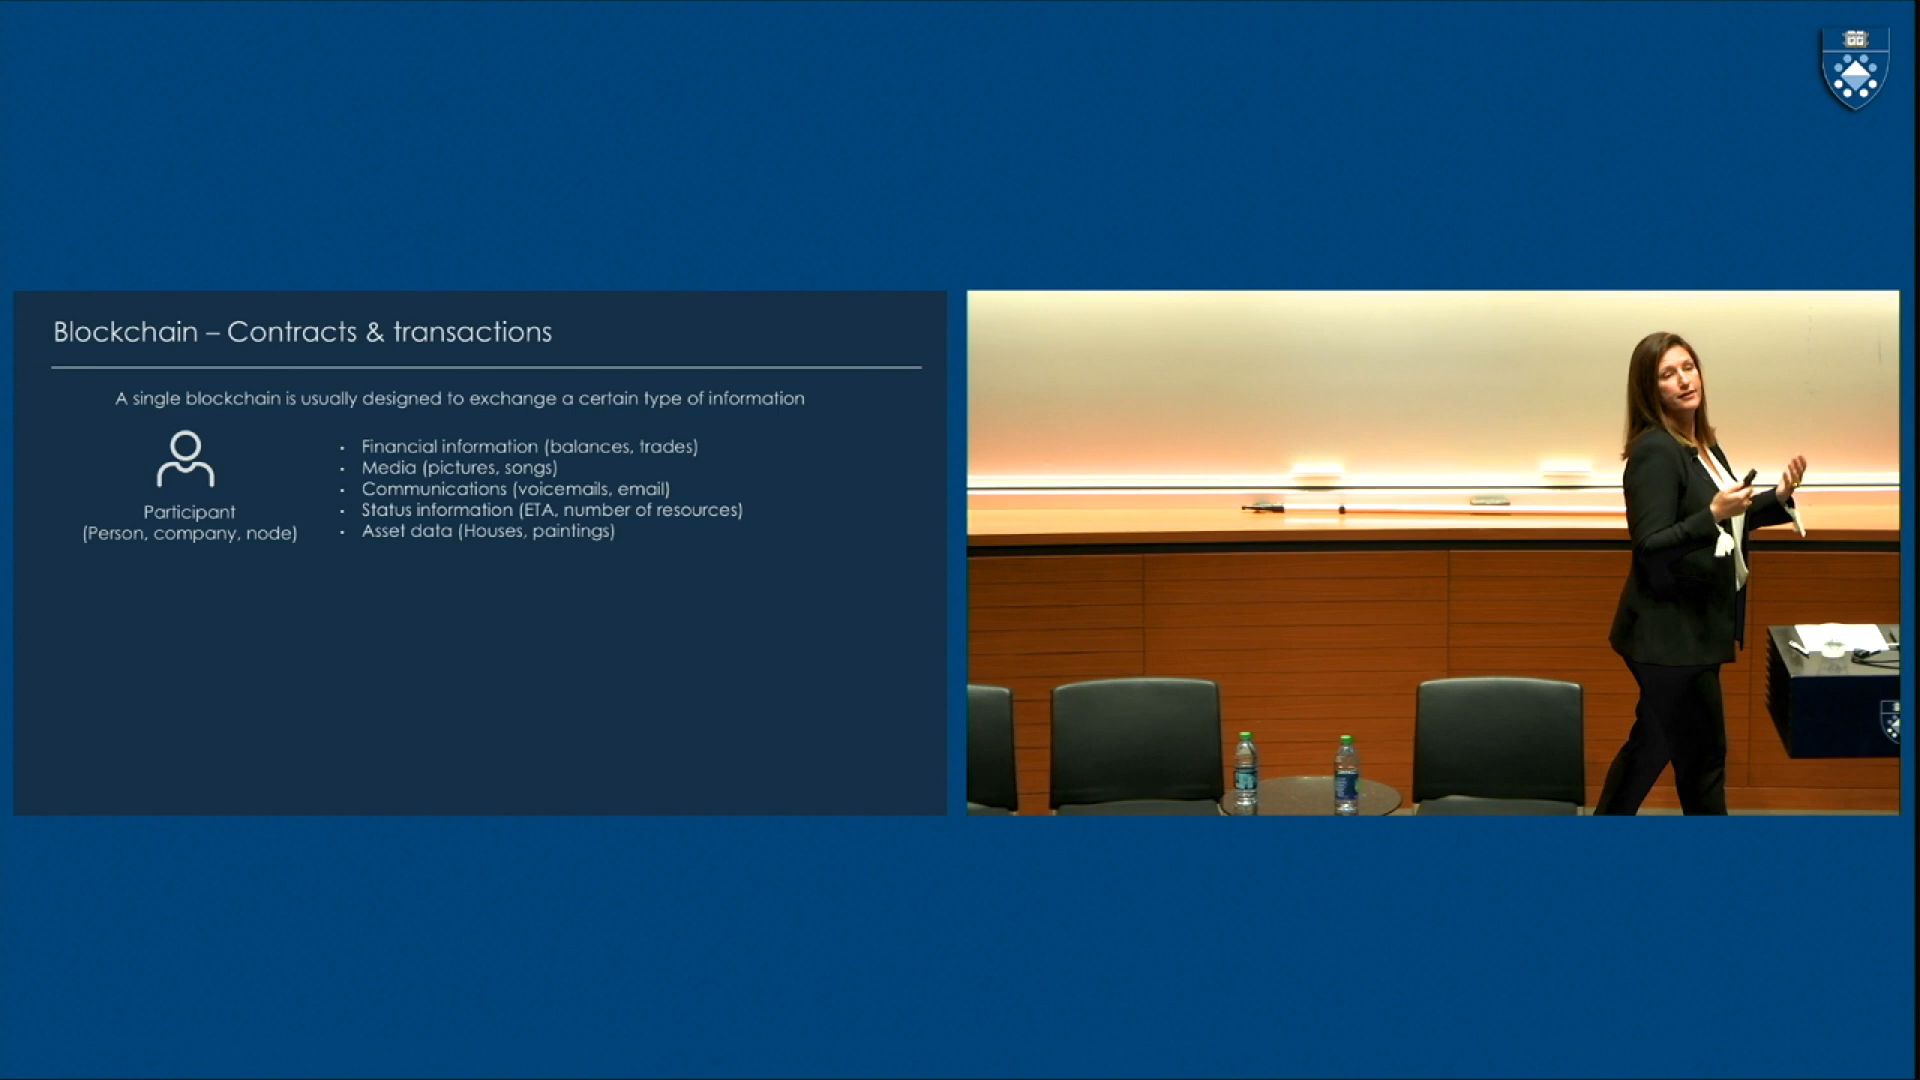 Blockchain – Contracts & transactions
A single blockchain is usually designed to exchange a certain type of information
Participant
(Person, company, node)
• Financial information (balances, trades)
• Media (pictures, songs)
• Communications (voicemails, email)
• Status information (ETA, number of resources)
• Asset data (Houses, paintings)